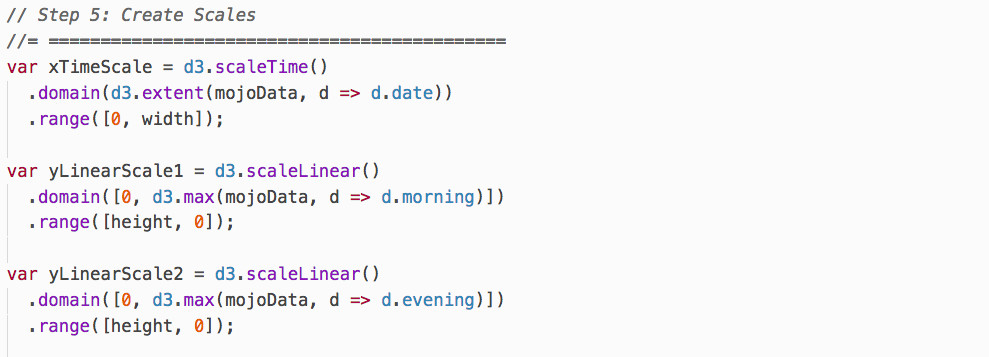 // Step 5: Create Scales
//= ============================================
var xTimeScale = d3.scaleTime()
  .domain(d3.extent(mojoData, d => d.date))
  .range([0, width]);

var yLinearScale1 = d3.scaleLinear()
  .domain([0, d3.max(mojoData, d => d.morning)])
  .range([height, 0]);

var yLinearScale2 = d3.scaleLinear()
  .domain([0, d3.max(mojoData, d => d.evening)])
  .range([height, 0]);